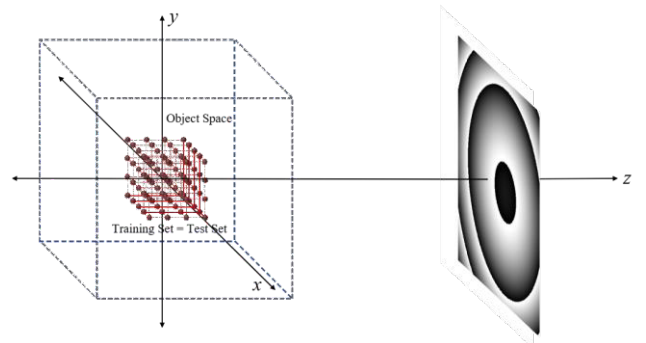 y
Object Space
z
Training Set = Test Set
x